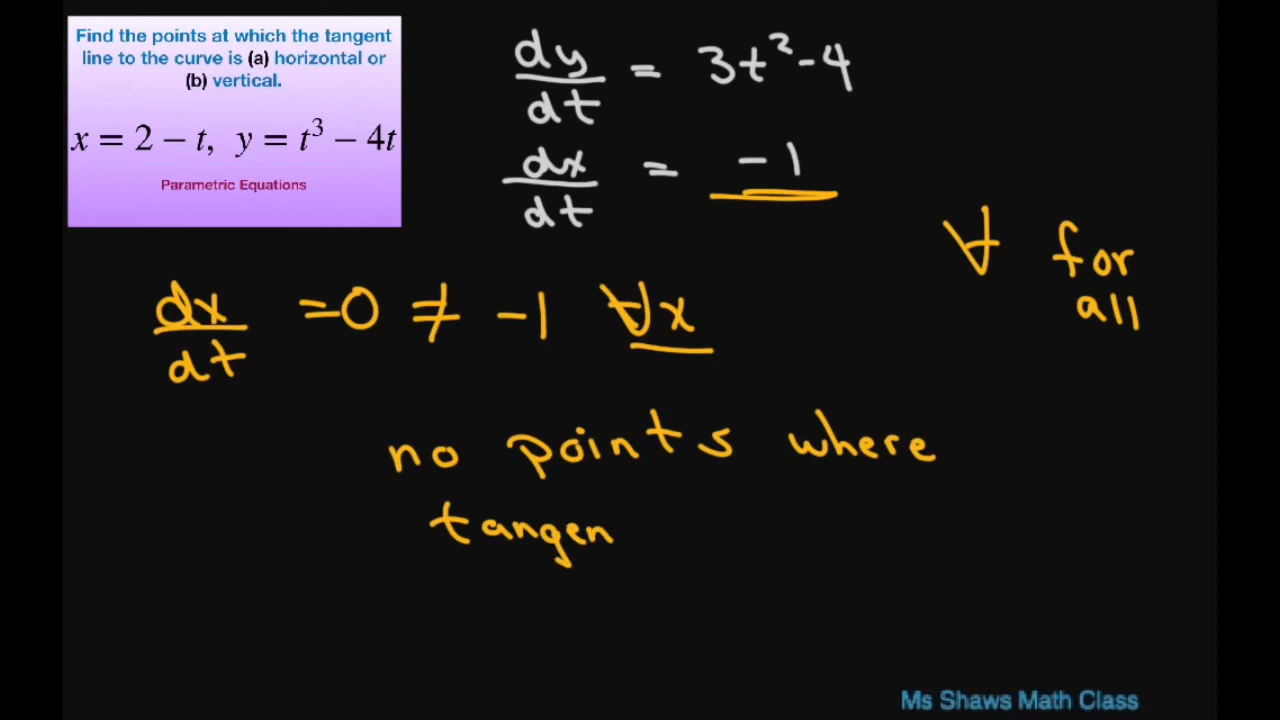 Find the points at which the tangent
line to the curve is (a) horizontal or
(b) vertical.
x = 2 − t, y = t³ − 4t
Parametric Equations
dy/dt = 3t² - 4
dx/dt = -1
∀ for
all
dx/dt = 0 ≠ -1 ∀x
no points where
tangen
Ms Shaws Math Class